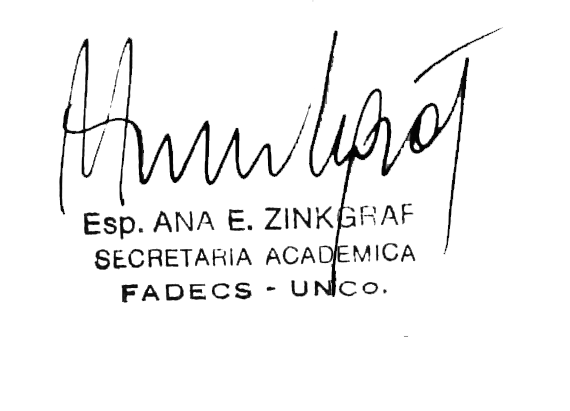 Esp. ANA E. ZINKGRAF
SECRETARIA ACADEMICA
FADECS - UNCO.